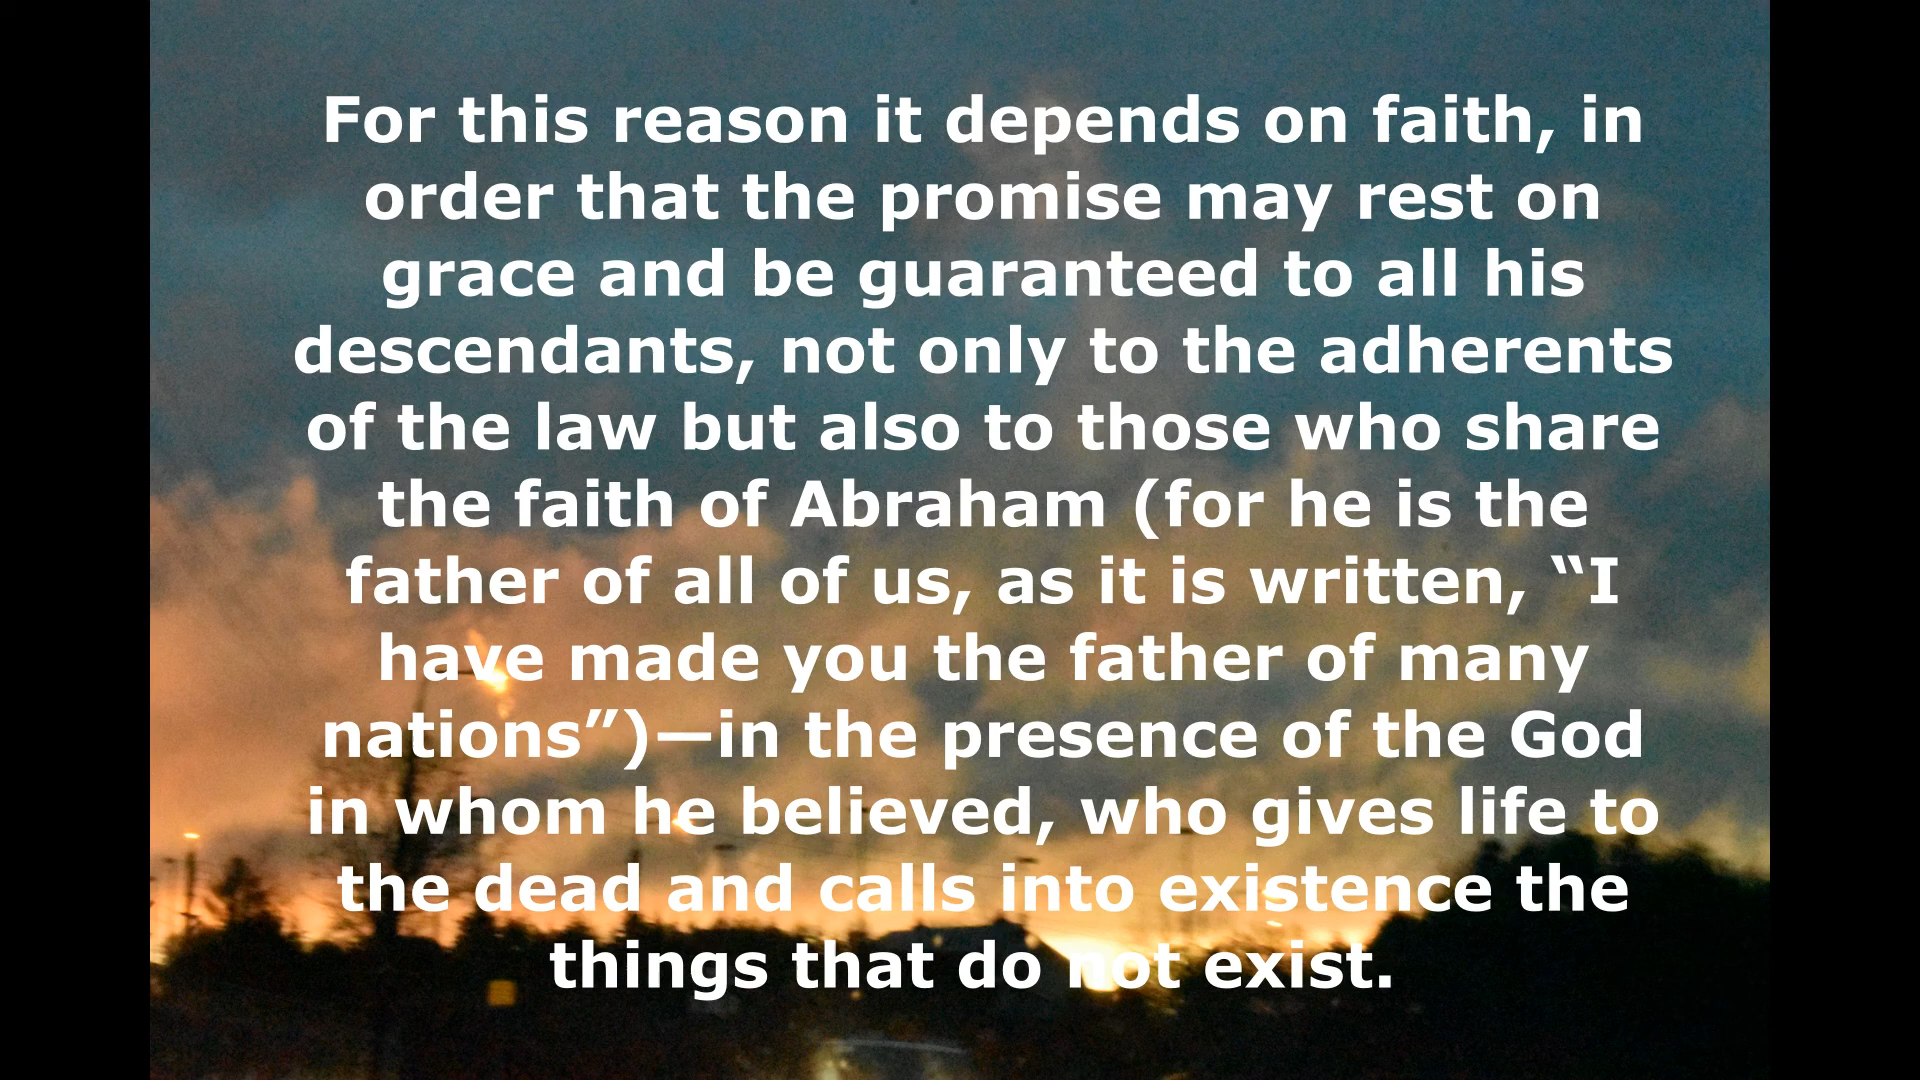 For this reason it depends on faith, in
order that the promise may rest on
grace and be guaranteed to all his
descendants, not only to the adherents
of the law but also to those who share
the faith of Abraham (for he is the
father of all of us, as it is written, “I
have made you the father of many
nations”)—in the presence of the God
in whom he believed, who gives life to
the dead and calls into existence the
things that do not exist.